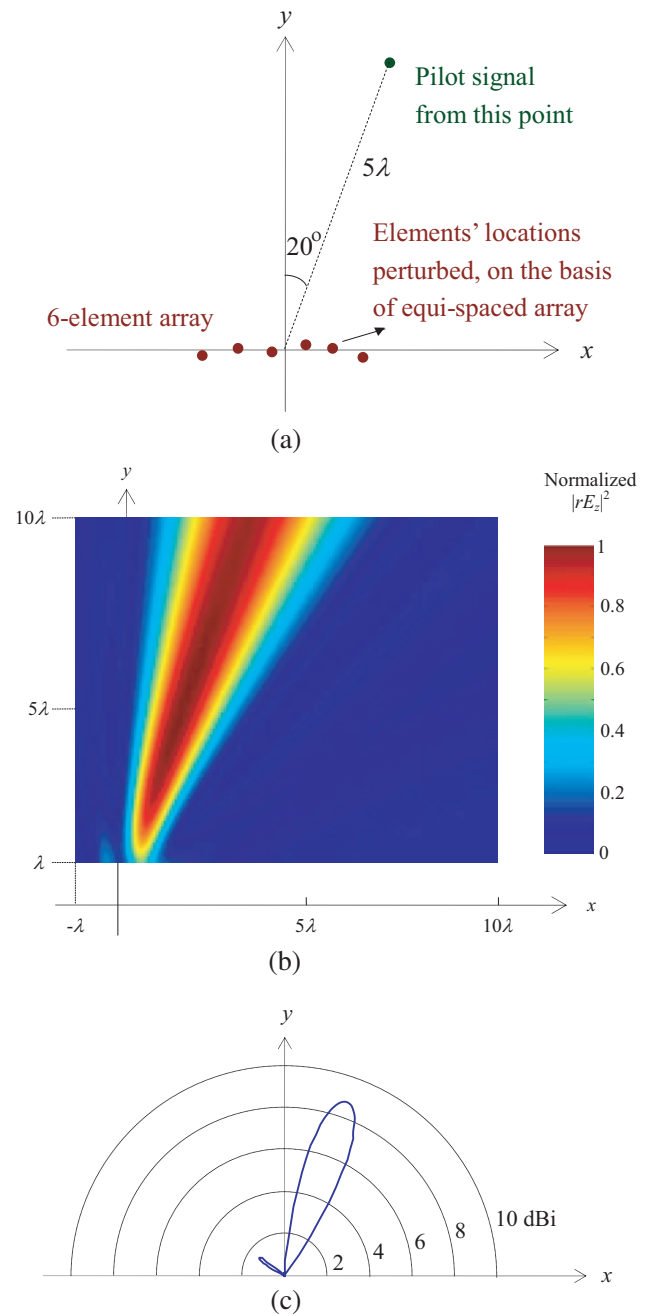 y
Pilot signal
from this point
5λ
20°
Elements' locations
perturbed, on the basis
of equi-spaced array
6-element array
x
(a)
y
Normalized
|rE_z|²
10λ
1
0.8
0.6
5λ
0.4
0.2
λ
0
x
-λ
5λ
10λ
(b)
y
10 dBi
8
6
4
2
x
(c)